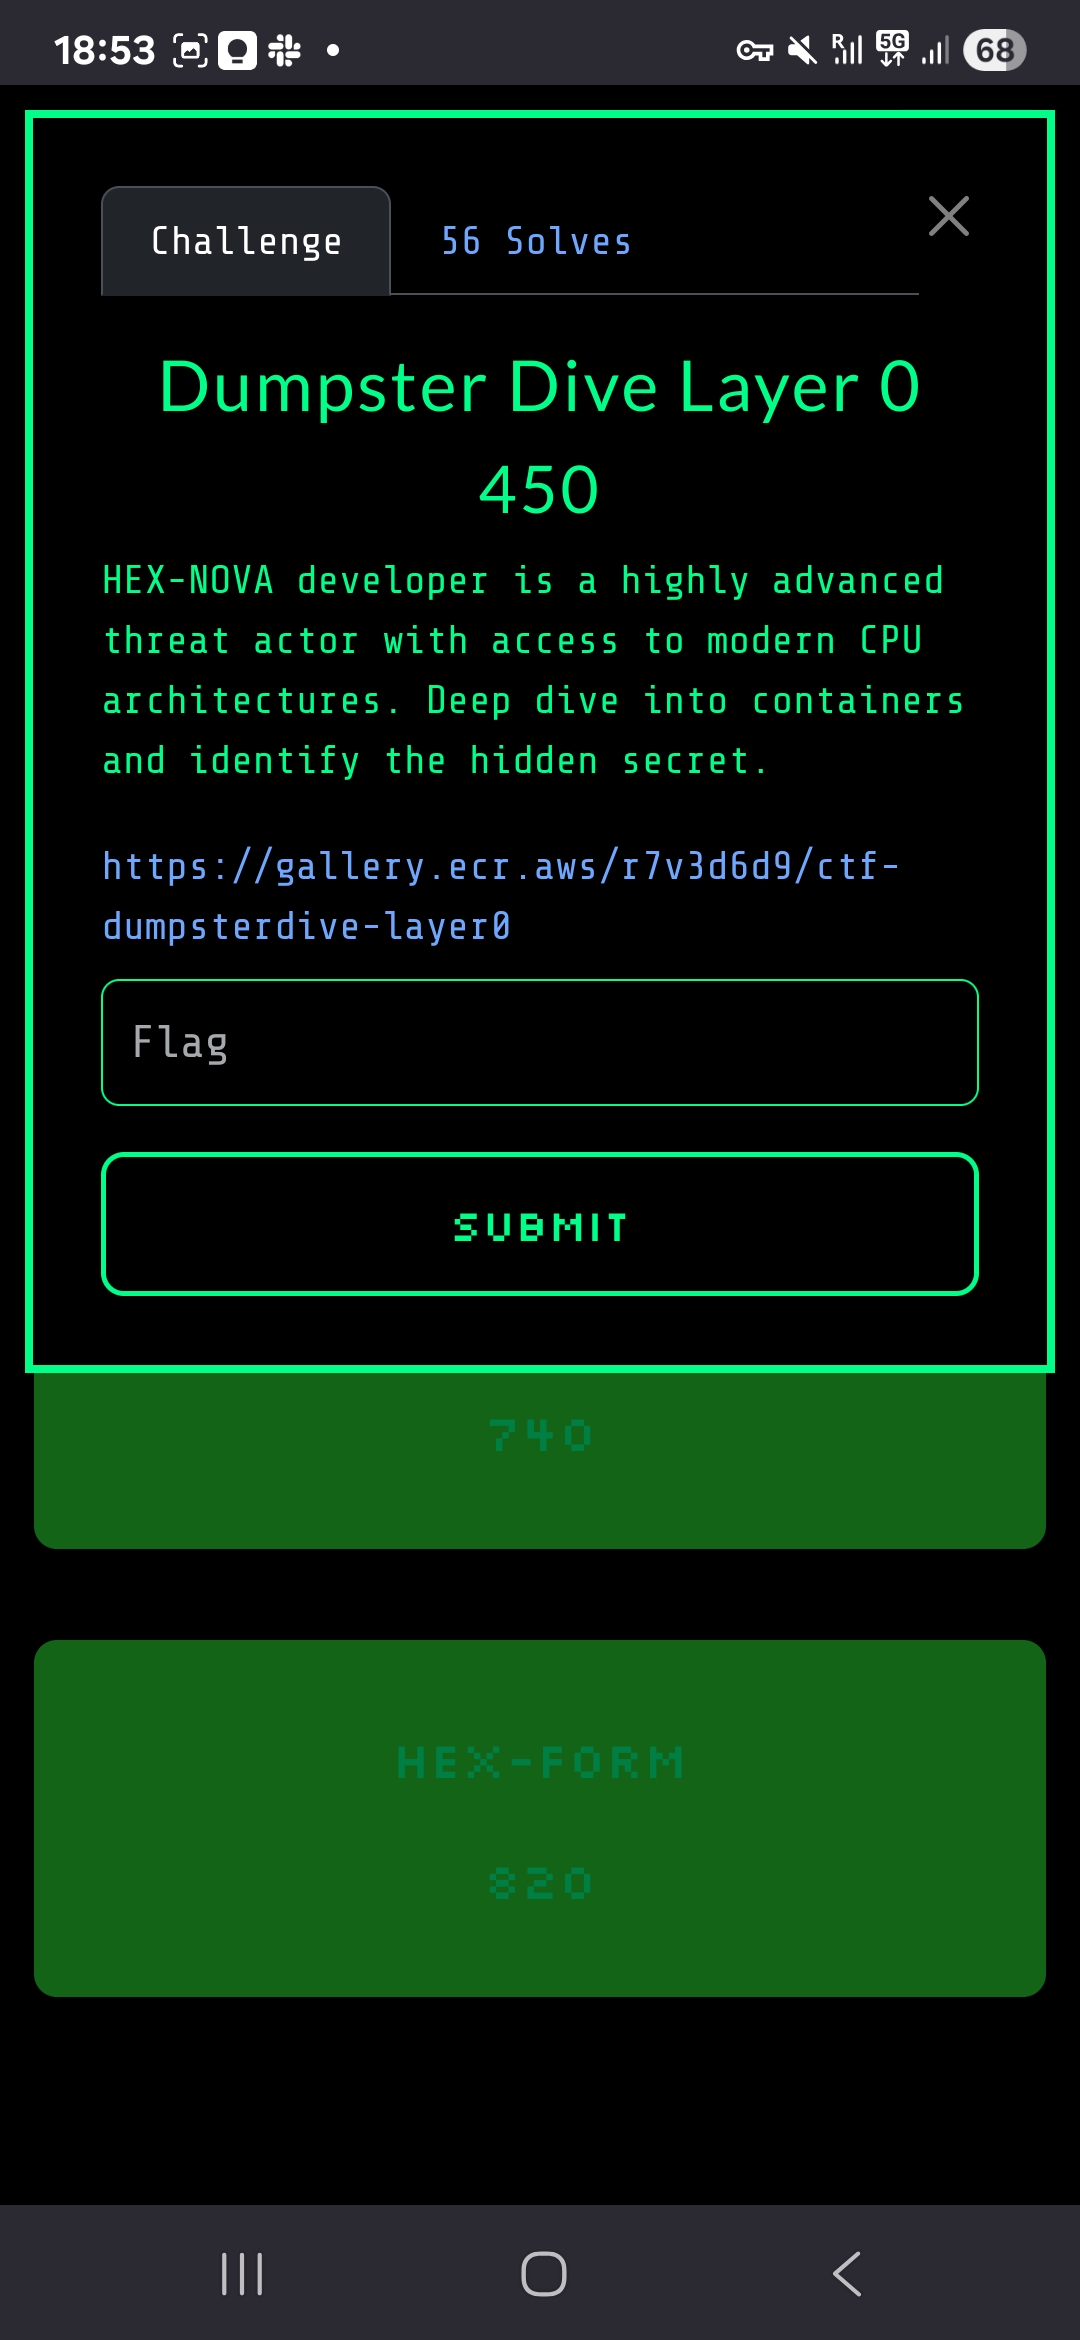 18:53
R
5G
68
Challenge
56 Solves
Dumpster Dive Layer 0
450
HEX-NOVA developer is a highly advanced
threat actor with access to modern CPU
architectures. Deep dive into containers
and identify the hidden secret.
https://gallery.ecr.aws/r7v3d6d9/ctf-
dumpsterdive-layer0
Flag
SUBMIT
740
HEX-FORM
820